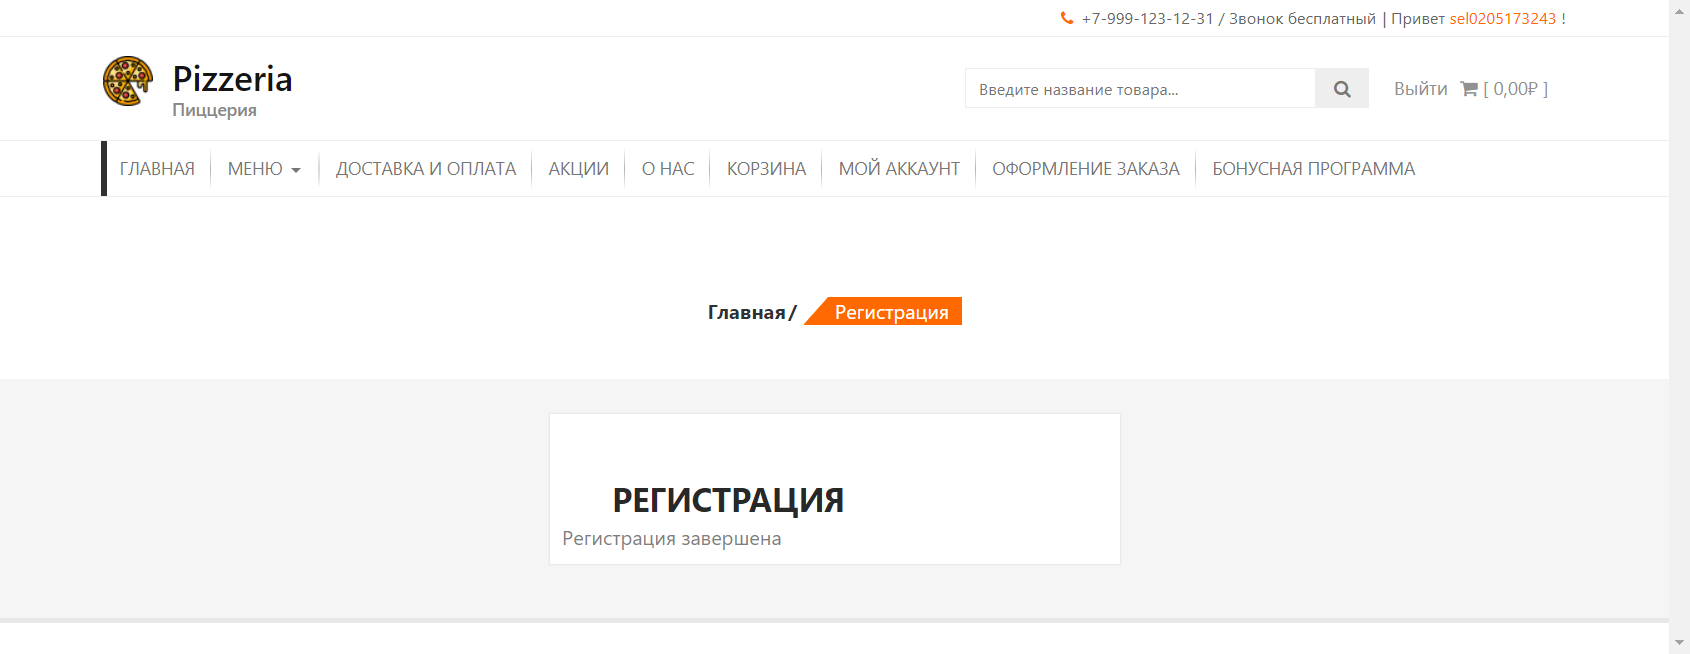 +7-999-123-12-31 / Звонок бесплатный | Привет sel0205173243 !
Pizzeria
Пиццерия
Введите название товара...
Выйти [ 0,00₽ ]
ГЛАВНАЯ МЕНЮ ДОСТАВКА И ОПЛАТА АКЦИИ О НАС КОРЗИНА МОЙ АККАУНТ ОФОРМЛЕНИЕ ЗАКАЗА БОНУСНАЯ ПРОГРАММА
Главная / Регистрация
РЕГИСТРАЦИЯ
Регистрация завершена